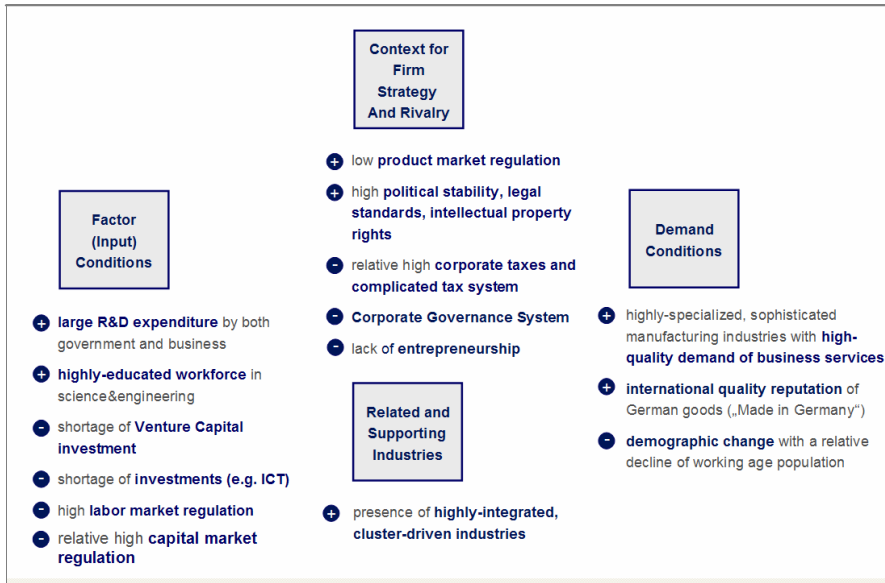 Context for
Firm
Strategy
And Rivalry
+ low product market regulation
+ high political stability, legal
standards, intellectual property
rights
- relative high corporate taxes and
complicated tax system
- Corporate Governance System
- lack of entrepreneurship
Factor
(Input)
Conditions
+ large R&D expenditure by both
government and business
+ highly-educated workforce in
science&engineering
- shortage of Venture Capital
investment
- shortage of investments (e.g. ICT)
- high labor market regulation
- relative high capital market
regulation
Related and
Supporting
Industries
+ presence of highly-integrated,
cluster-driven industries
Demand
Conditions
+ highly-specialized, sophisticated
manufacturing industries with high-
quality demand of business services
+ international quality reputation of
German goods („Made in Germany“)
- demographic change with a relative
decline of working age population